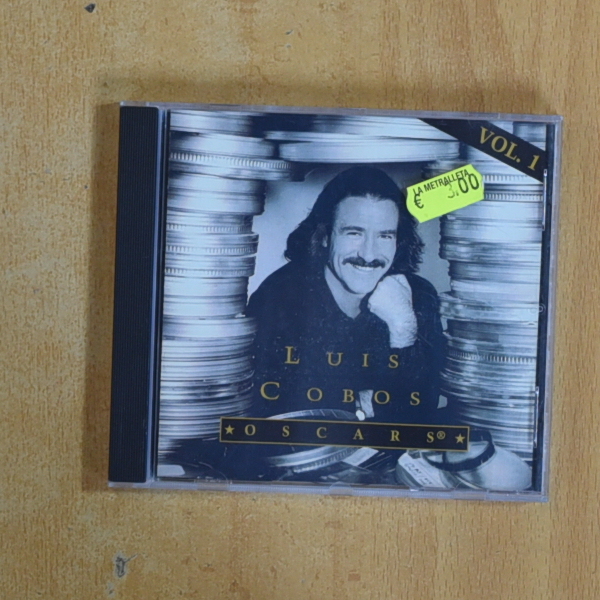 VOL. 1
LA METRALLETA
€ 3.00
LUIS
COBOS
★ OSCARS® ★